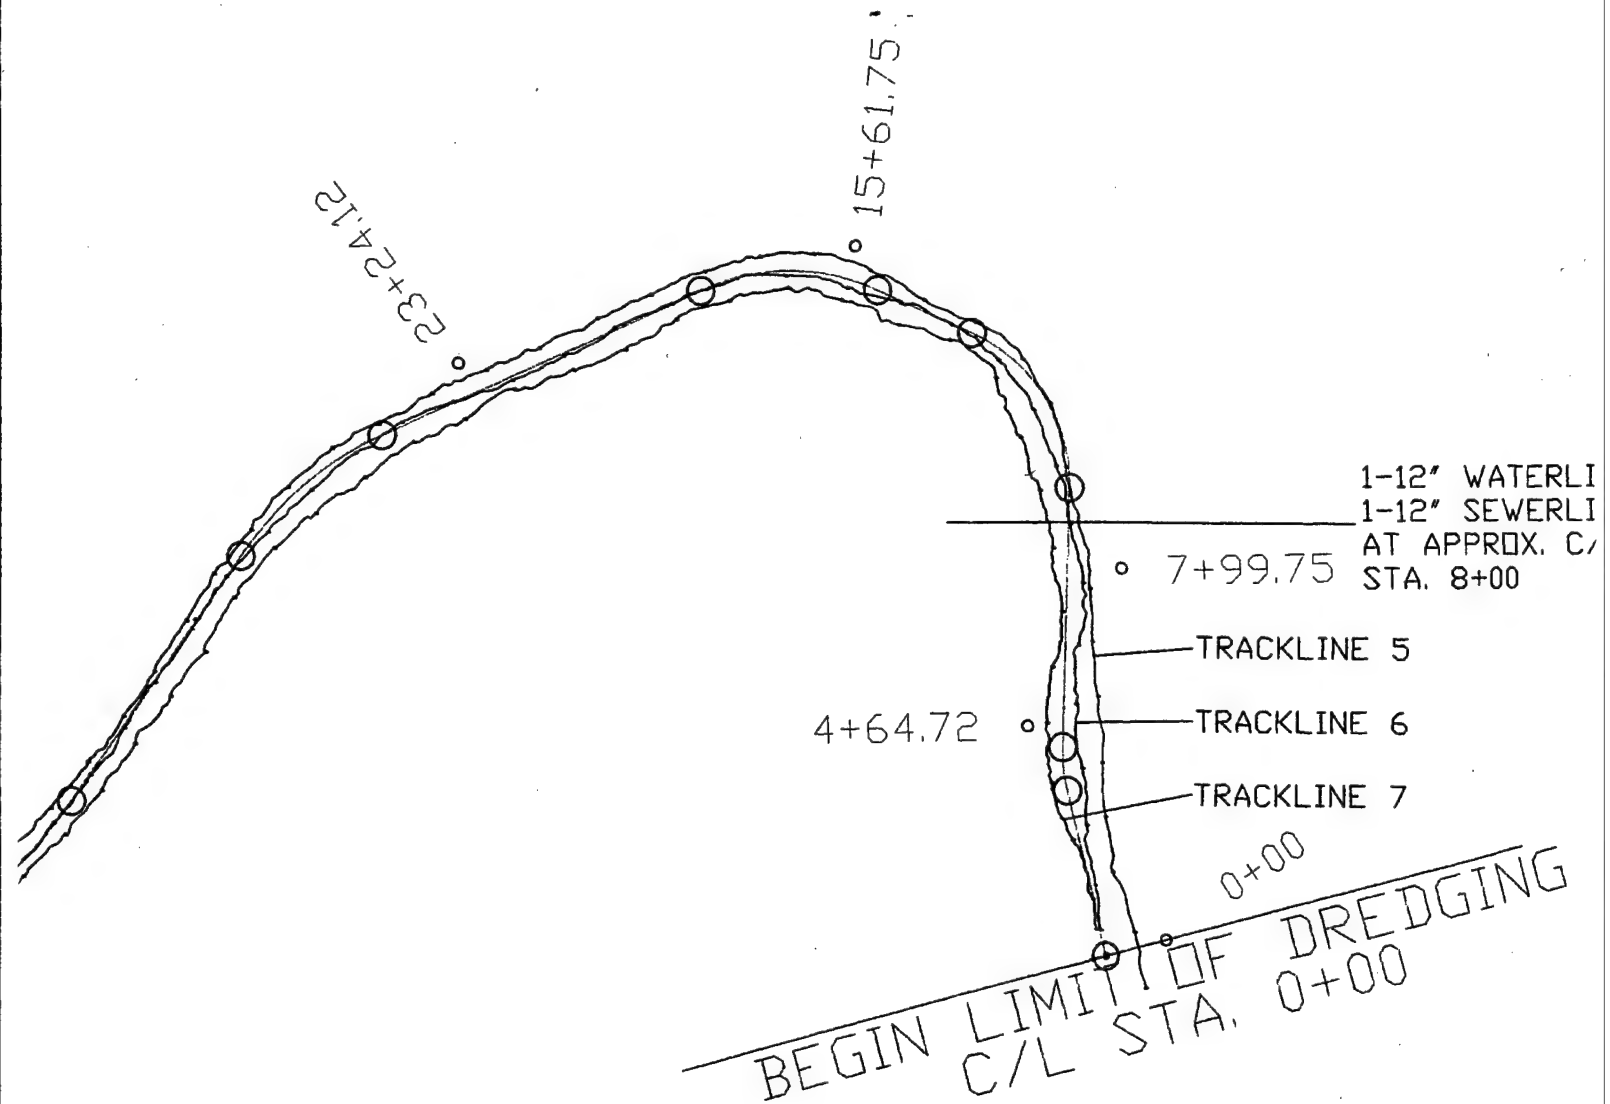 15+61.75
23+24.12
1-12" WATERLI
1-12" SEWERLI
AT APPROX. C/
STA. 8+00
7+99.75
TRACKLINE 5
4+64.72
TRACKLINE 6
TRACKLINE 7
0+00
BEGIN LIMIT OF DREDGING
C/L STA. 0+00